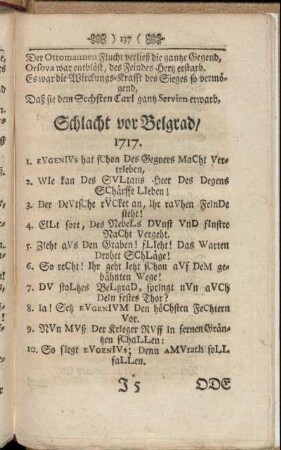 ) 137 (
Der Ottomannen Flucht verließ die gantze Gegend,
Orsova war entblöst, des Feindes Hertz erstarb.
Es war die Wirckungs-Krafft des Sieges so vermö-
gend,
Daß sie dem Sechsten Carl gantz Servien erwarb.
Schlacht vor Belgrad/
1717.
1. EVGENIVs hat sChon Des Gegners MaCht Ver-
trieben,
2. WIe kan Des SVLtans Heer Des Degens
SChärffe LIeben!
3. Der DeVtsChe rVCket an, ihr raVhen FeInDe
steht!
4. EILt fort, Des NebeLs DVnst VnD fInstre
NaCht Vergeht.
5. ZIeht aVs Den Graben! fLIeht! Das Warten
Drohet SChLäge!
6. So reCht! Ihr geht Ietzt sChon aVf DeM ge-
bähnten Wege!
7. DV stoLtzes BeLgraD, sprIngt nVn aVCh
DeIn festes Thor?
8. Ia! Setz EVGENIVM Den höChsten FeChtern
Vor.
9. NVn MVß Der KrIeger RVff In fernen Grän-
tzen sChaLLen:
10. So sIegt EVGENIVs; Denn AMVrath soLL
faLLen.
I 5
ODE